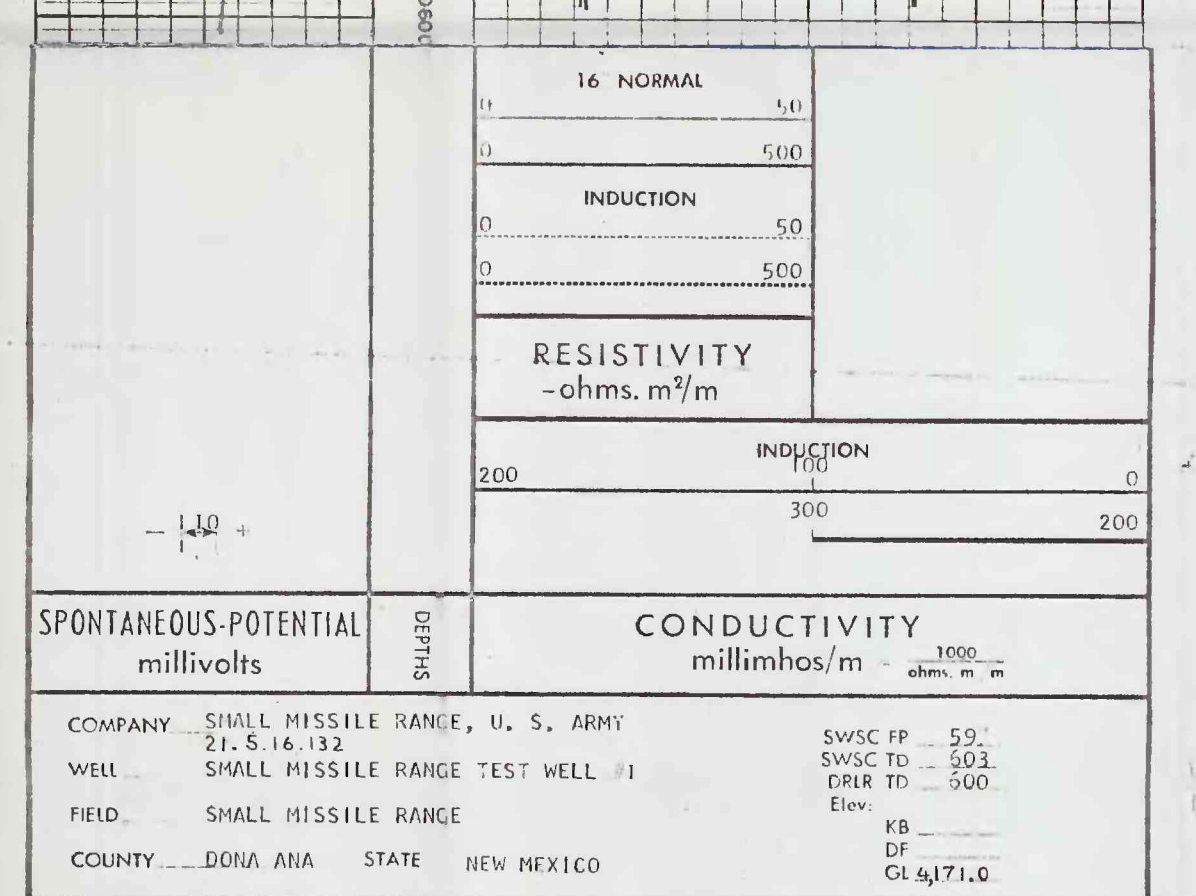 0600
16 NORMAL
0 50
0 500
INDUCTION
0 50
0 500
RESISTIVITY
-ohms. m²/m
INDUCTION
200 100 0
300 200
- 10 +
SPONTANEOUS-POTENTIAL
millivolts
DEPTHS
CONDUCTIVITY
millimhos/m - 1000
ohms. m m
COMPANY SMALL MISSILE RANGE, U. S. ARMY
21.5.16.132
WELL SMALL MISSILE RANGE TEST WELL #1
FIELD SMALL MISSILE RANGE
COUNTY DONA ANA STATE NEW MEXICO
SWSC FP
SWSC TD 603
DRLR TD 600
Elev:
KB
DF
GL 4,171.0